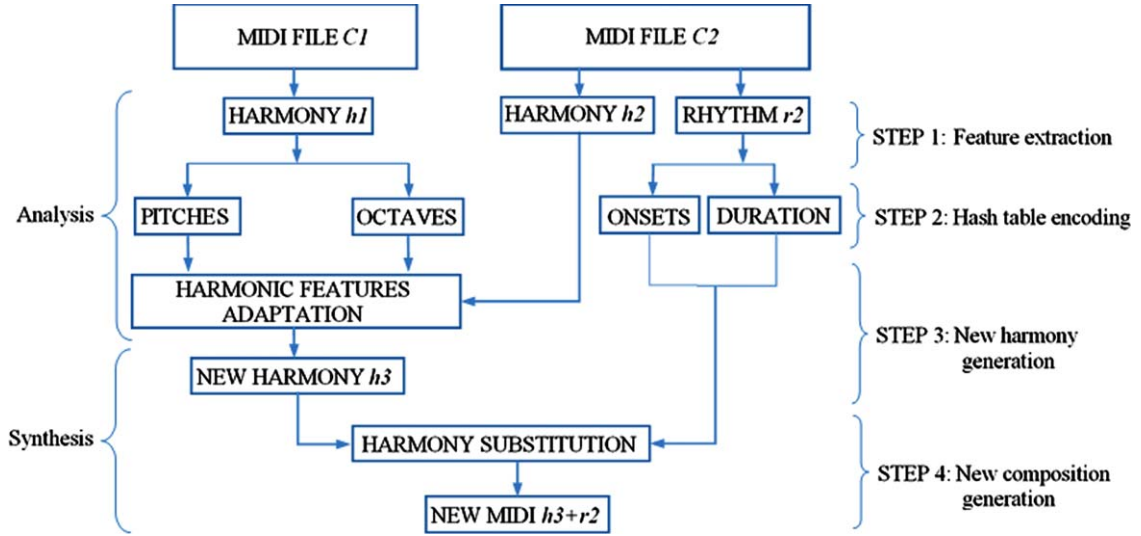 MIDI FILE C1
MIDI FILE C2
HARMONY h1
HARMONY h2
RHYTHM r2
STEP 1: Feature extraction
Analysis
PITCHES
OCTAVES
ONSETS
DURATION
STEP 2: Hash table encoding
HARMONIC FEATURES
ADAPTATION
STEP 3: New harmony
generation
NEW HARMONY h3
Synthesis
HARMONY SUBSTITUTION
STEP 4: New composition
generation
NEW MIDI h3+r2